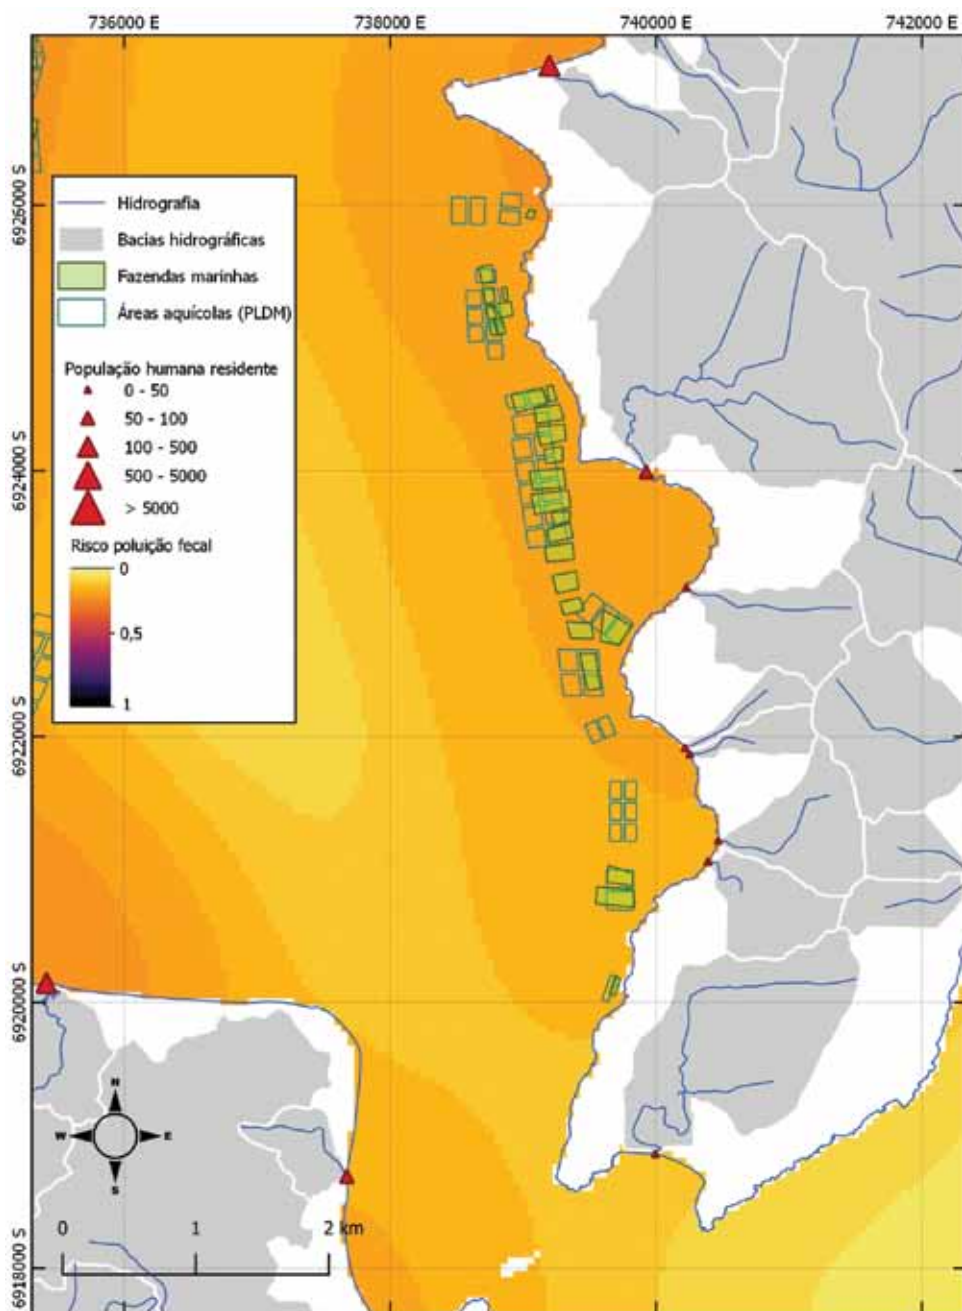 736000 E 738000 E 740000 E 742000 E
6926000 S
6924000 S
6922000 S
6920000 S
6918000 S
Hidrografia
Bacias hidrográficas
Fazendas marinhas
Áreas aquícolas (PLDM)
População humana residente
0 - 50
50 - 100
100 - 500
500 - 5000
> 5000
Risco poluição fecal
0
0,5
1
N
W E
S
0 1 2 km